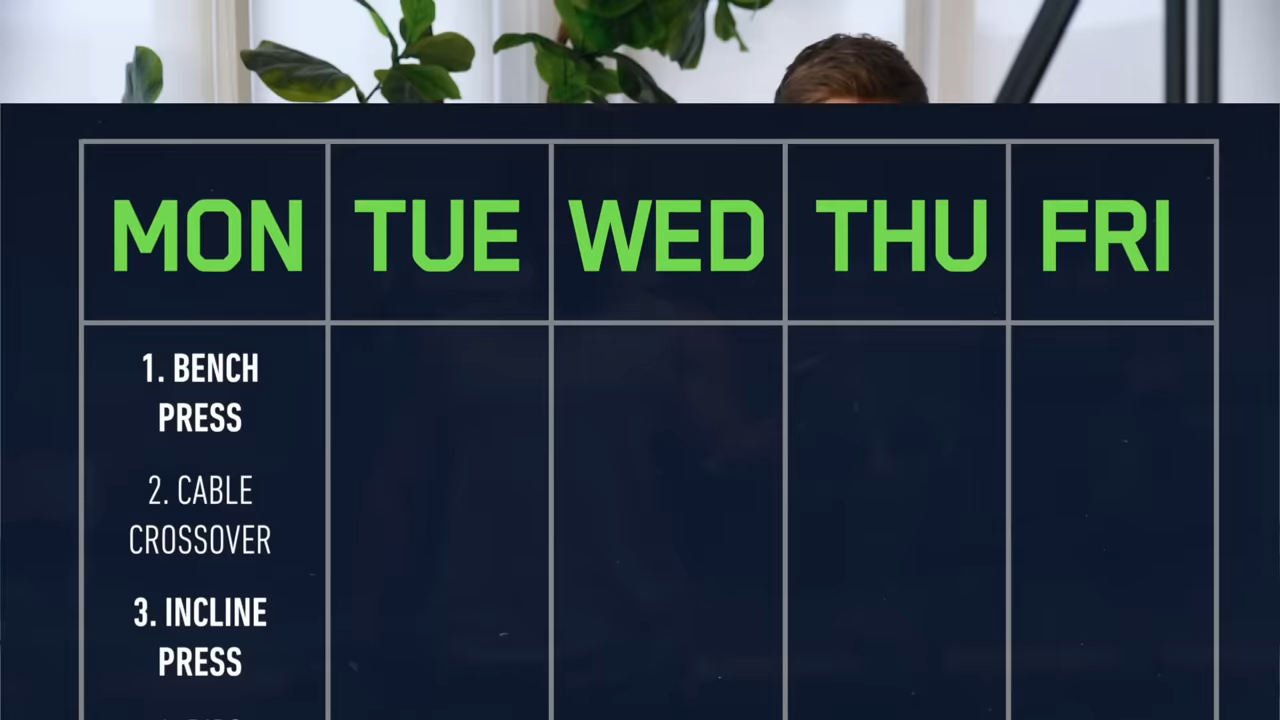 MON TUE WED THU FRI
1. BENCH
PRESS
2. CABLE
CROSSOVER
3. INCLINE
PRESS